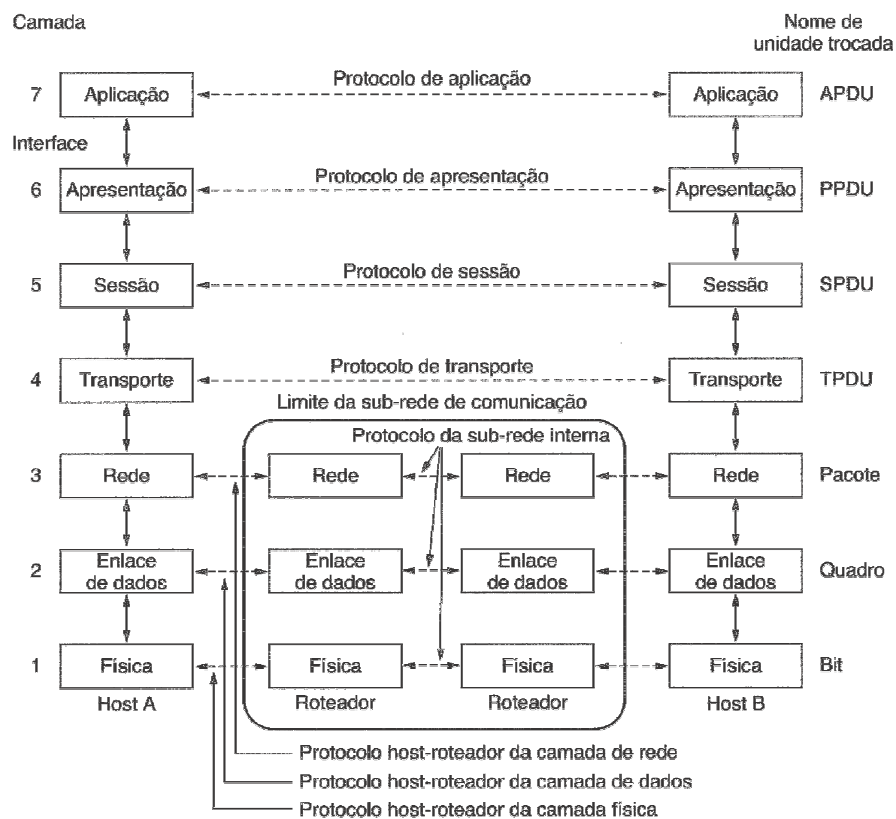 Camada
Nome de
unidade trocada
7 Aplicação Protocolo de aplicação Aplicação APDU
Interface
6 Apresentação Protocolo de apresentação Apresentação PPDU
5 Sessão Protocolo de sessão Sessão SPDU
4 Transporte Protocolo de transporte Transporte TPDU
Limite da sub-rede de comunicação
Protocolo da sub-rede interna
3 Rede Rede Rede Rede Pacote
2 Enlace de dados Enlace de dados Enlace de dados Enlace de dados Quadro
1 Física Física Física Física Bit
Host A Roteador Roteador Host B
Protocolo host-roteador da camada de rede
Protocolo host-roteador da camada de dados
Protocolo host-roteador da camada física